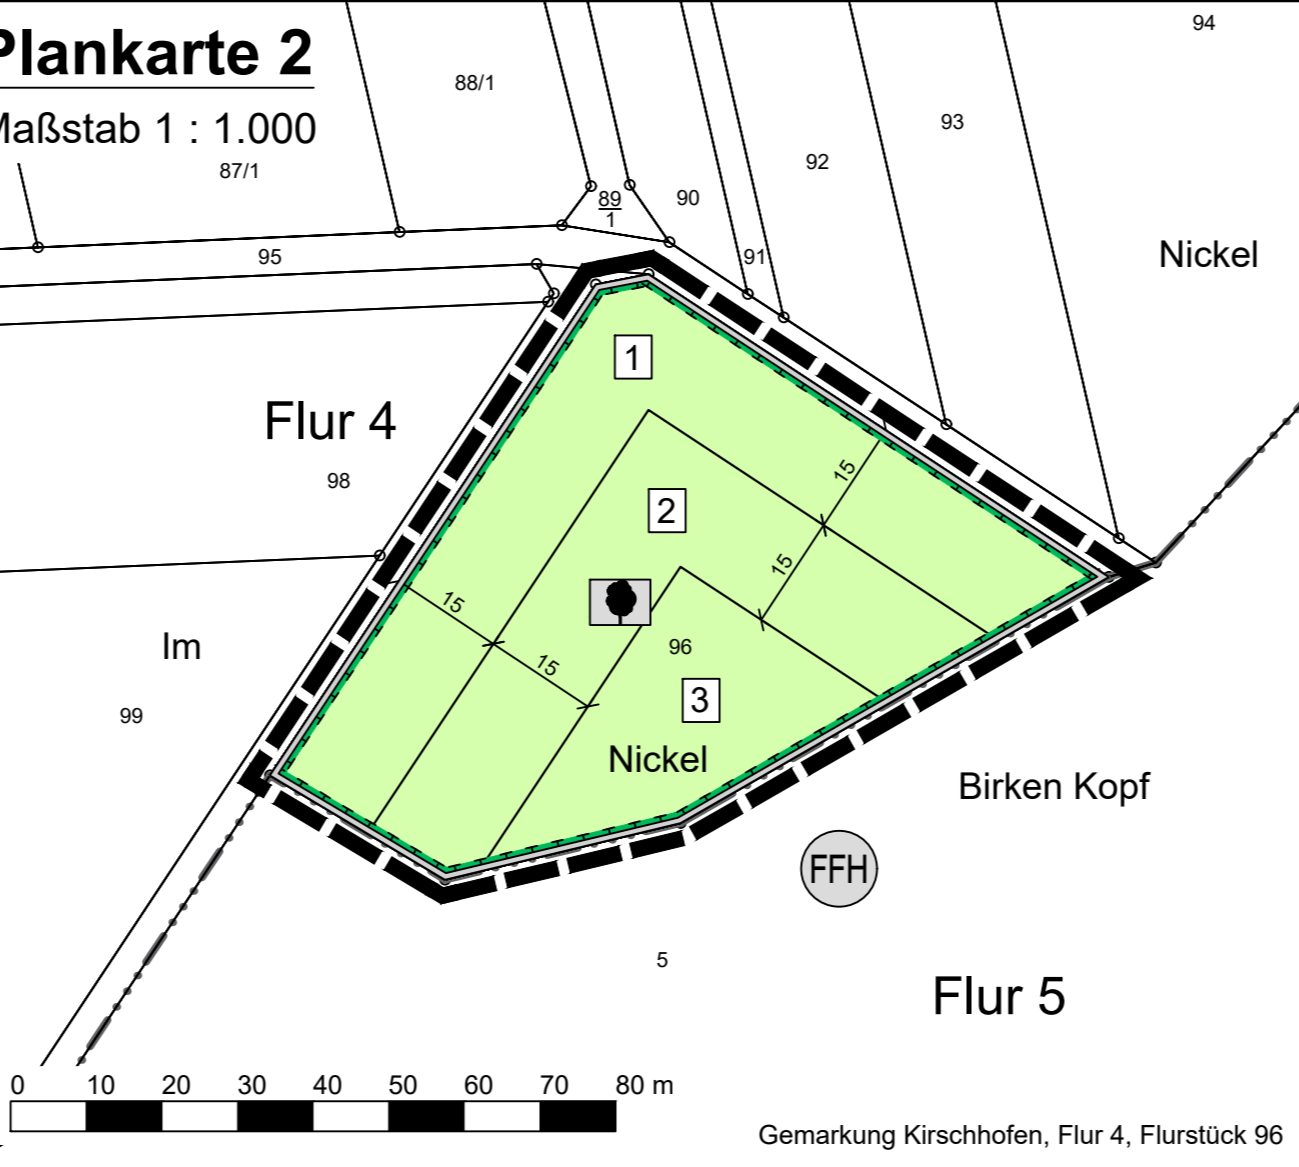 Plankarte 2
94
88/1
93
Maßstab 1 : 1.000
92
87/1
89
1
90
91
95
Nickel
1
Flur 4
15
98
2
15
15
15
Im
96
99
3
Nickel
Birken Kopf
FFH
5
Flur 5
0 10 20 30 40 50 60 70 80 m
Gemarkung Kirschhofen, Flur 4, Flurstück 96